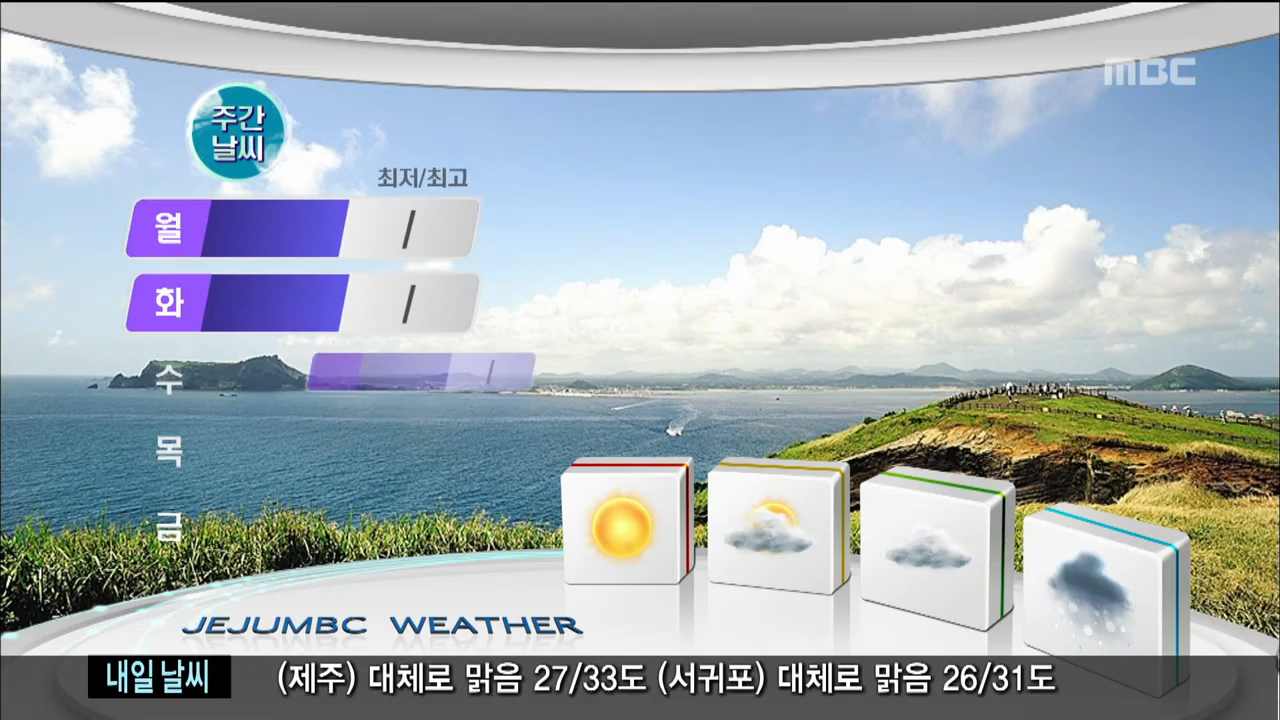 MBC
주간
날씨
최저/최고
월 /
화 /
수 /
목
금
JEJUMBC WEATHER
내일 날씨 (제주) 대체로 맑음 27/33도 (서귀포) 대체로 맑음 26/31도